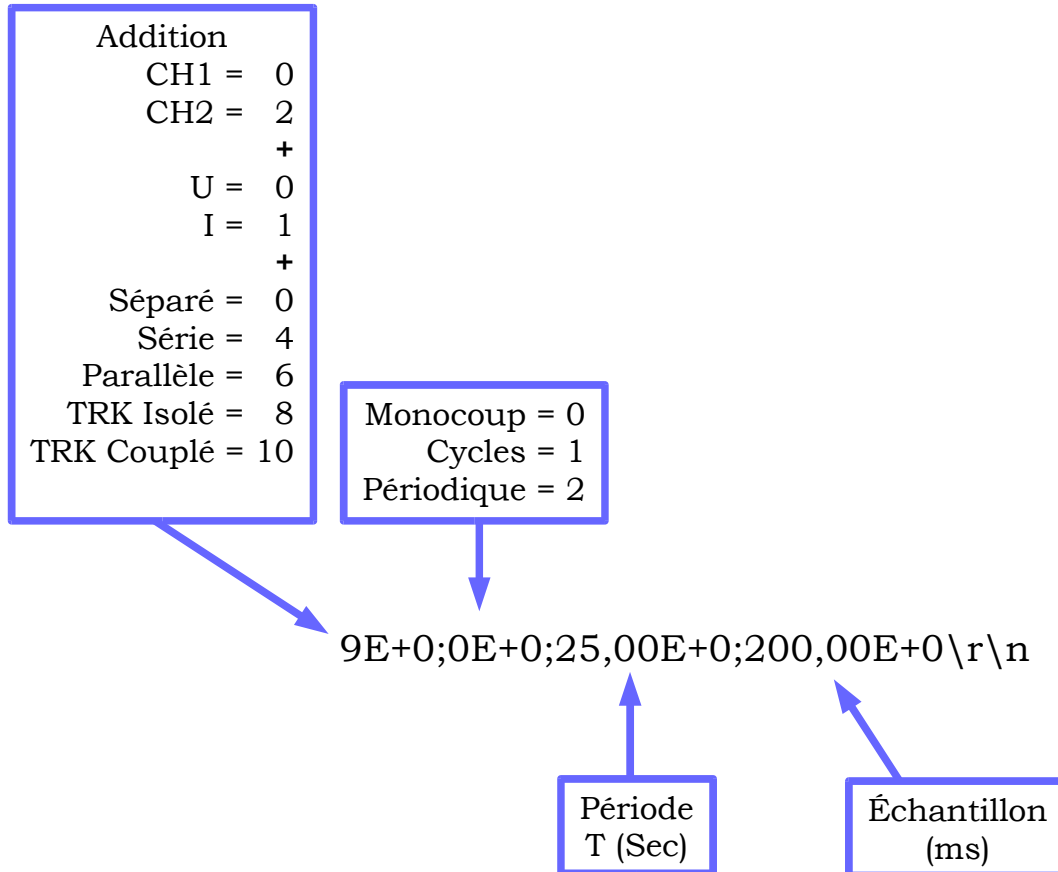 Addition
CH1 = 0
CH2 = 2
+
U = 0
I = 1
+
Séparé = 0
Série = 4
Parallèle = 6
TRK Isolé = 8
TRK Couplé = 10
Monocoup = 0
Cycles = 1
Périodique = 2
9E+0;0E+0;25,00E+0;200,00E+0\r\n
Période
T (Sec)
Échantillon
(ms)